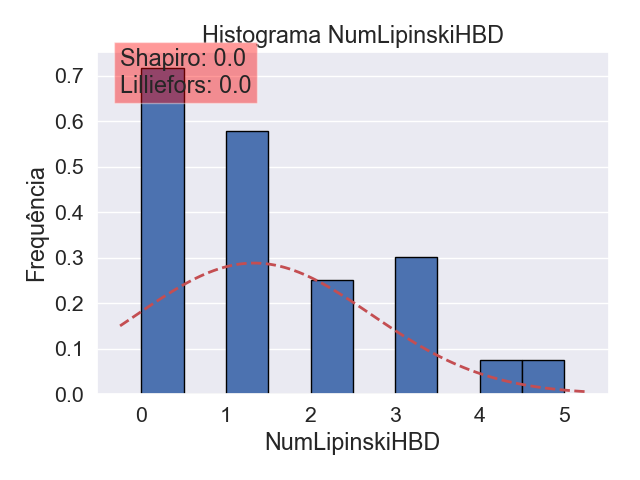 Histograma NumLipinskiHBD
Shapiro: 0.0
Lilliefors: 0.0
0.7
0.6
0.5
0.4
0.3
0.2
0.1
0.0
Frequência
0 1 2 3 4 5
NumLipinskiHBD